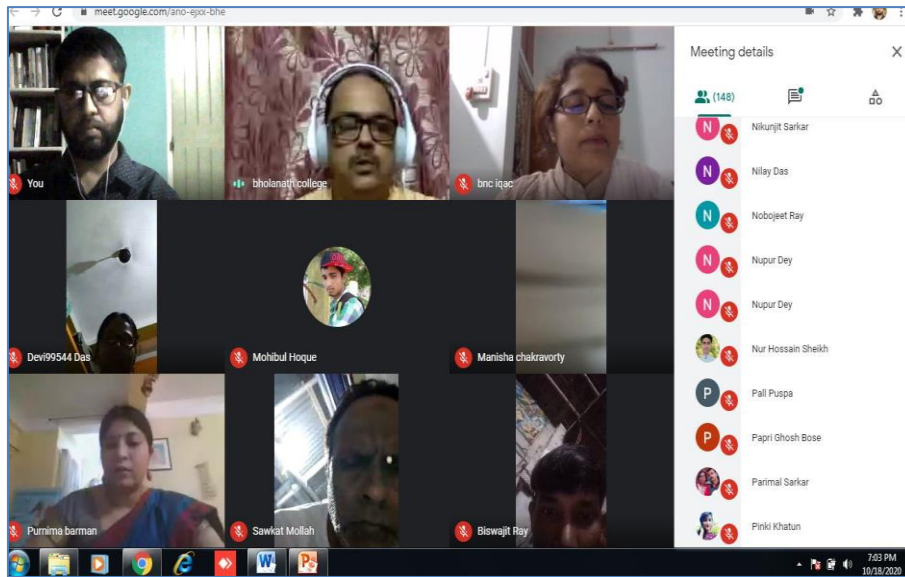 meet.google.com/ano-ejxx-bhe
You
bholanath college
bnc iqac
Devi99544 Das
Mohibul Hoque
Manisha chakravorty
Purnima barman
Sawkat Mollah
Biswajit Ray
Meeting details
(148)
N Nikunjit Sarkar
N Nilay Das
N Nobojeet Ray
N Nupur Dey
N Nupur Dey
Nur Hossain Sheikh
P Pall Puspa
P Papri Ghosh Bose
Parimal Sarkar
Pinki Khatun
7:03 PM
10/18/2020